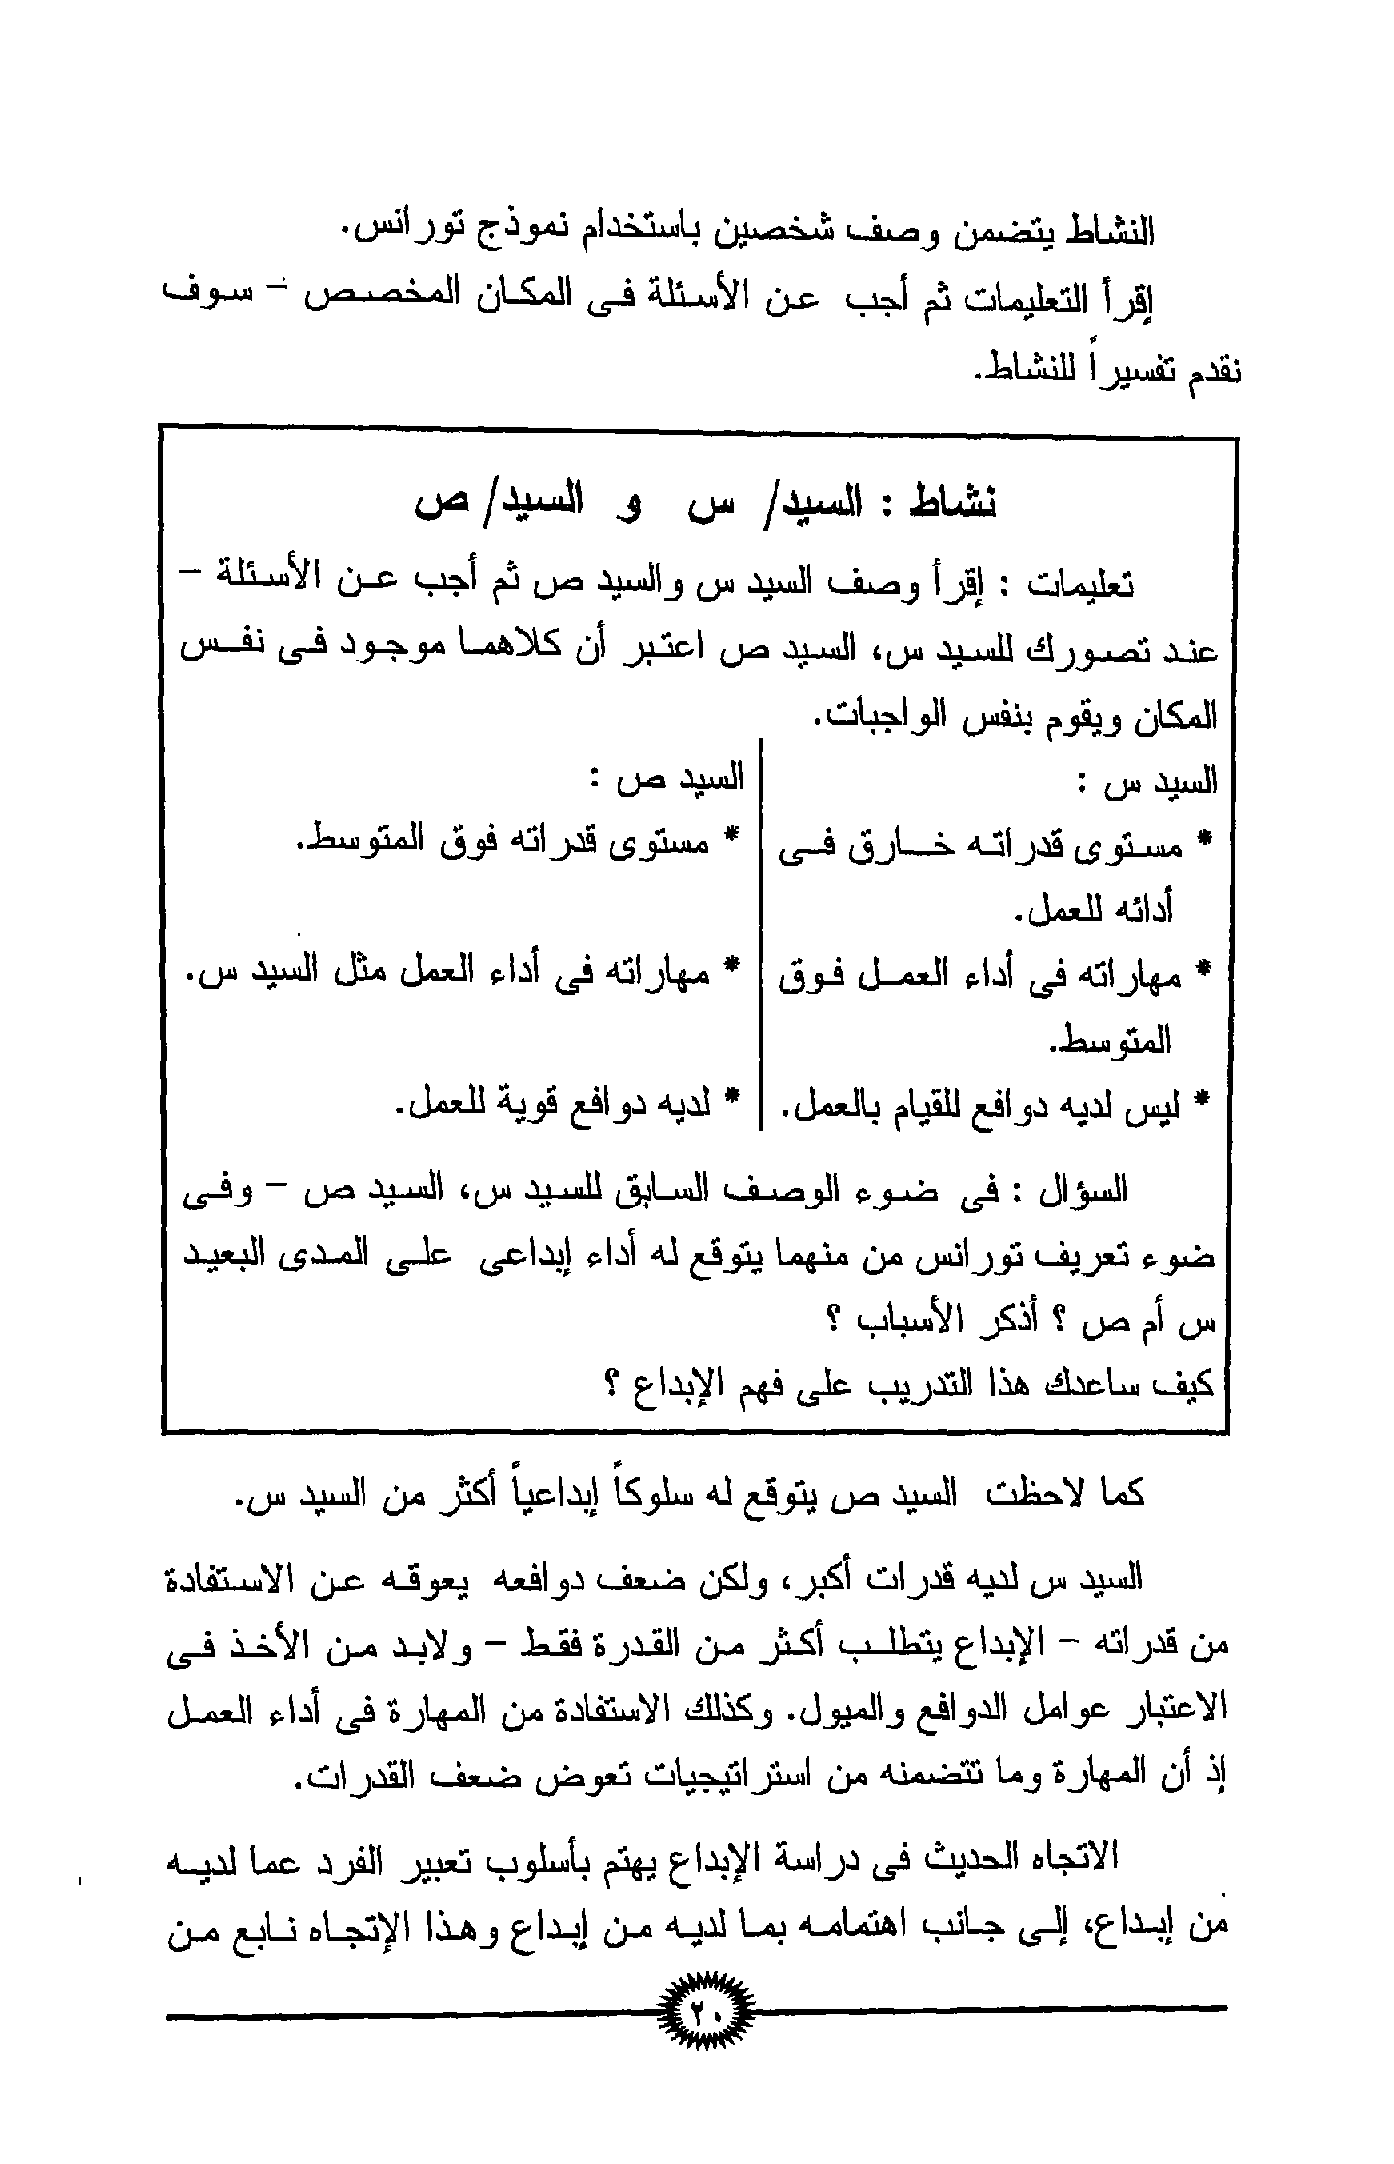 النشاط يتضمن وصف شخصين باستخدام نموذج تورانس.
إقرأ التعليمات ثم أجب عن الأسئلة فى المكان المخصص - سوف
نقدم تفسيراً للنشاط.
نشاط : السيد/ س و السيد/ ص
تعليمات : إقرأ وصف السيد س والسيد ص ثم أجب عن الأسئلة -
عند تصورك للسيد س، السيد ص اعتبر أن كلاهما موجود فى نفس
المكان ويقوم بنفس الواجبات.
السيد س :
* مستوى قدراته خارق فى
أدائه للعمل.
* مهاراته فى أداء العمل فوق
المتوسط.
* ليس لديه دوافع للقيام بالعمل.
السيد ص :
* مستوى قدراته فوق المتوسط.
* مهاراته فى أداء العمل مثل السيد س.
* لديه دوافع قوية للعمل.
السؤال : فى ضوء الوصف السابق للسيد س، السيد ص - وفى
ضوء تعريف تورانس من منهما يتوقع له أداء إبداعى على المدى البعيد
س أم ص ؟ أذكر الأسباب ؟
كيف ساعدك هذا التدريب على فهم الإبداع ؟
كما لاحظت السيد ص يتوقع له سلوكاً إبداعياً أكثر من السيد س.
السيد س لديه قدرات أكبر، ولكن ضعف دوافعه يعوقه عن الاستفادة
من قدراته - الإبداع يتطلب أكثر من القدرة فقط - ولابد من الأخذ فى
الاعتبار عوامل الدوافع والميول. وكذلك الاستفادة من المهارة فى أداء العمل
إذ أن المهارة وما تتضمنه من استراتيجيات تعوض ضعف القدرات.
الاتجاه الحديث فى دراسة الإبداع يهتم بأسلوب تعبير الفرد عما لديه
من إبداع، إلى جانب اهتمامه بما لديه من إبداع وهذا الإتجاه نابع من
٢٠